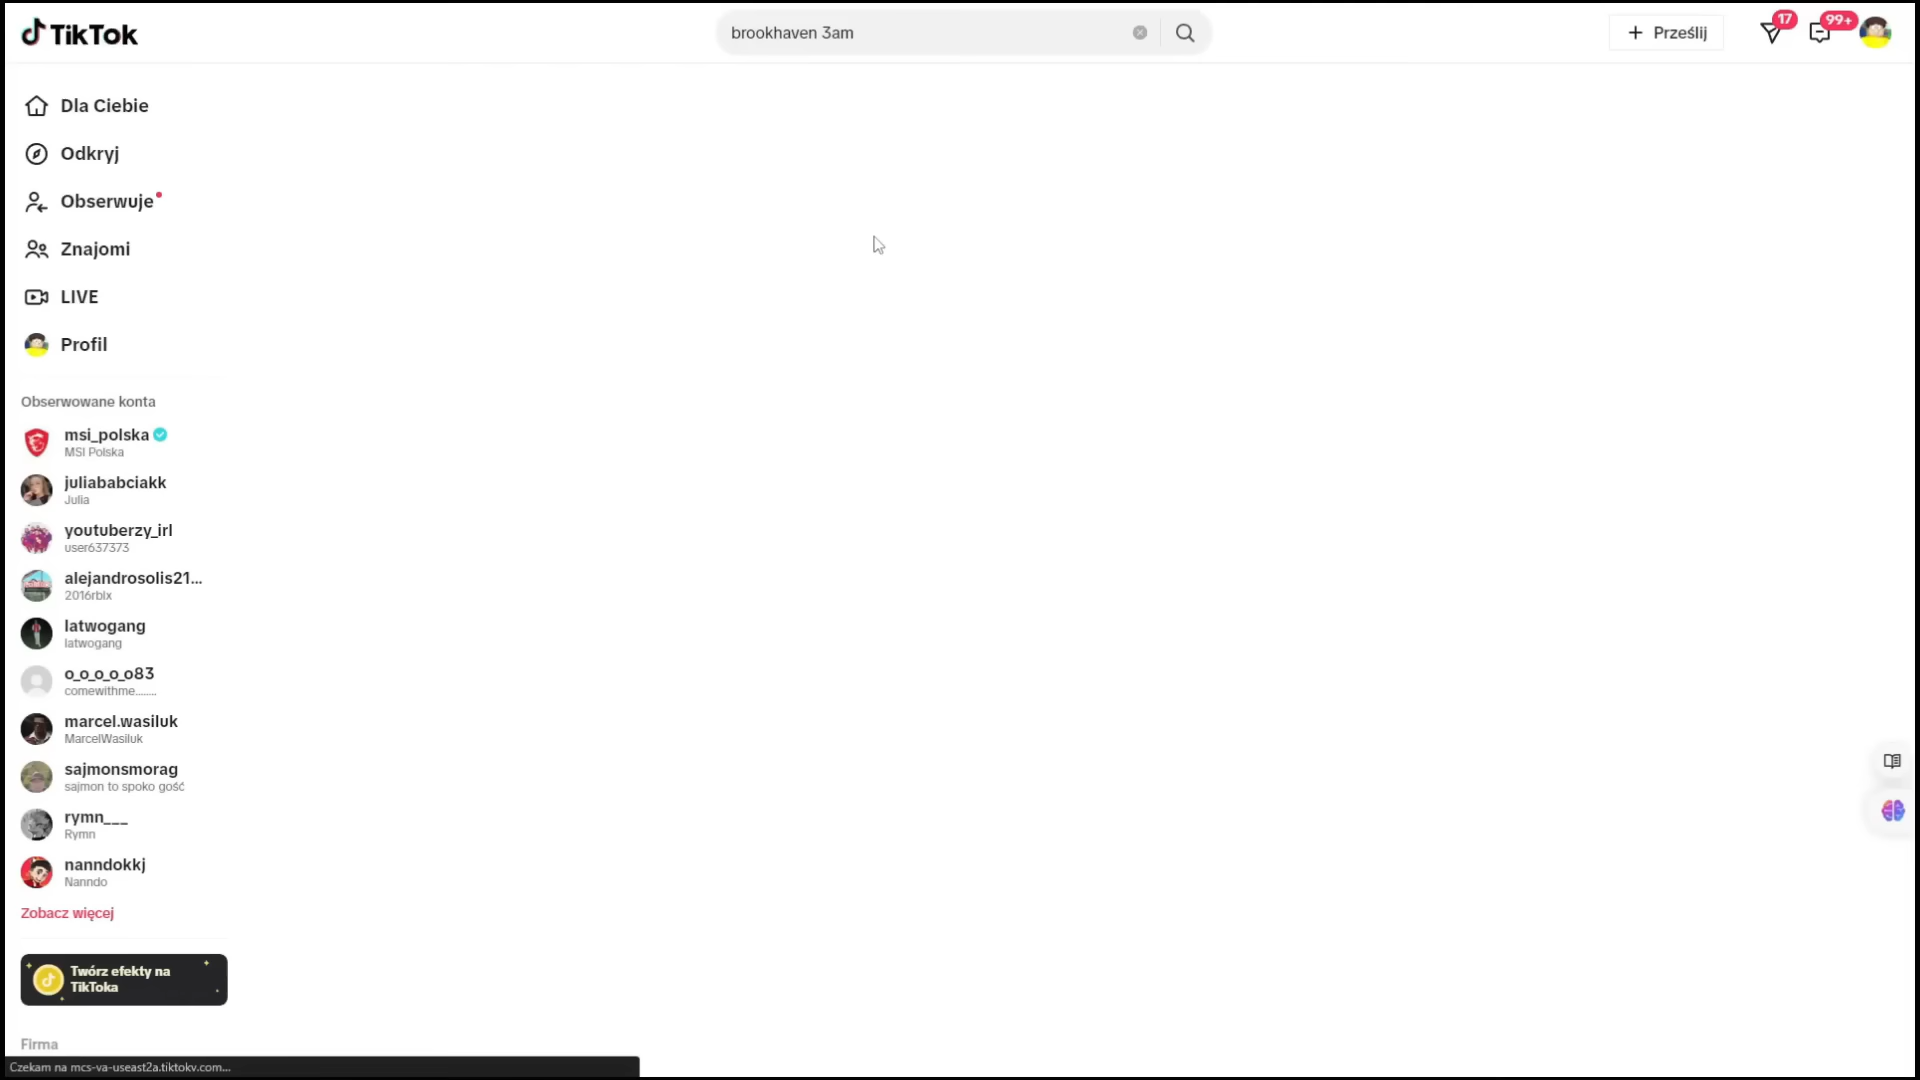 TikTok
brookhaven 3am
Prześlij
17
99+
Dla Ciebie
Odkryj
Obserwuje
Znajomi
LIVE
Profil
Obserwowane konta
msi_polska
MSI Polska
juliababciakk
Julia
youtuberzy_irl
user637373
alejandrosolis21...
2016rblx
latwogang
latwogang
o_o_o_o_o83
comewithme........
marcel.wasiluk
MarcelWasiluk
sajmonsmorag
sajmon to spoko gość
rymn___
Rymn
nanndokkj
Nanndo
Zobacz więcej
Twórz efekty na
TikToka
Firma
Czekam na mcs-va-useast2a.tiktokv.com...